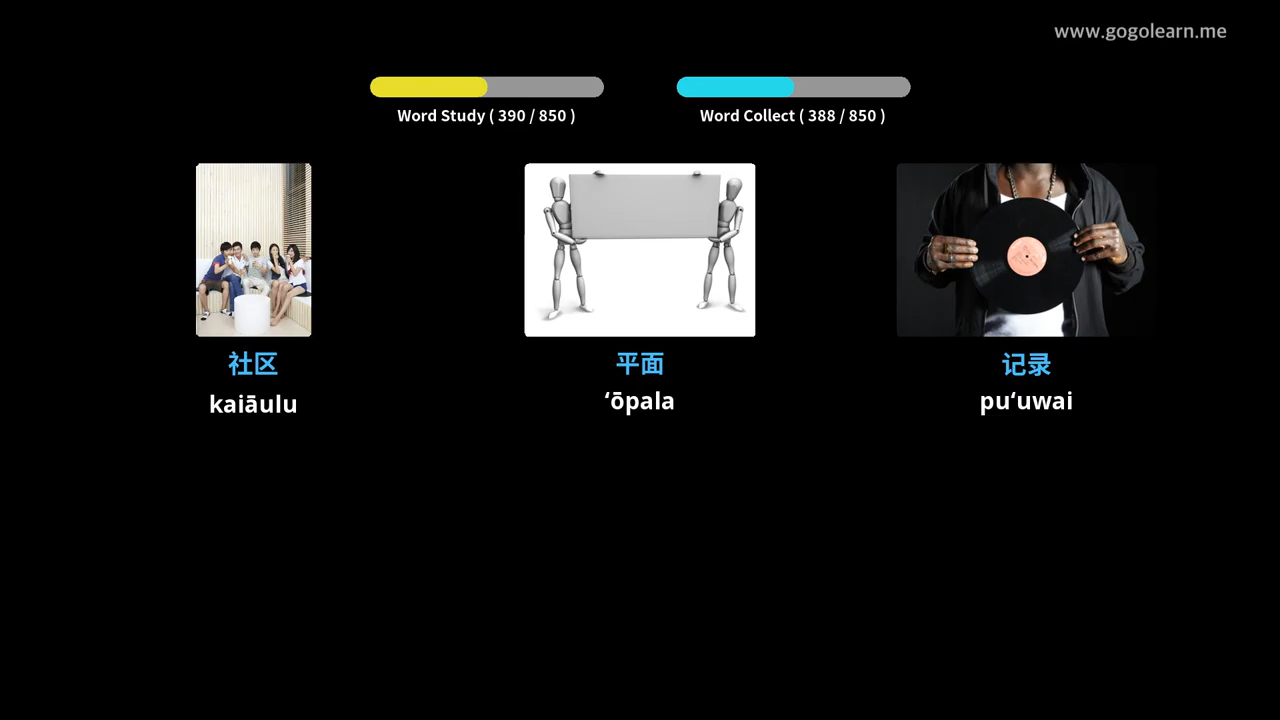 www.gogolearn.me
Word Study ( 390 / 850 )
Word Collect ( 388 / 850 )
社区
平面
记录
kaiāulu
ʻōpala
puʻuwai